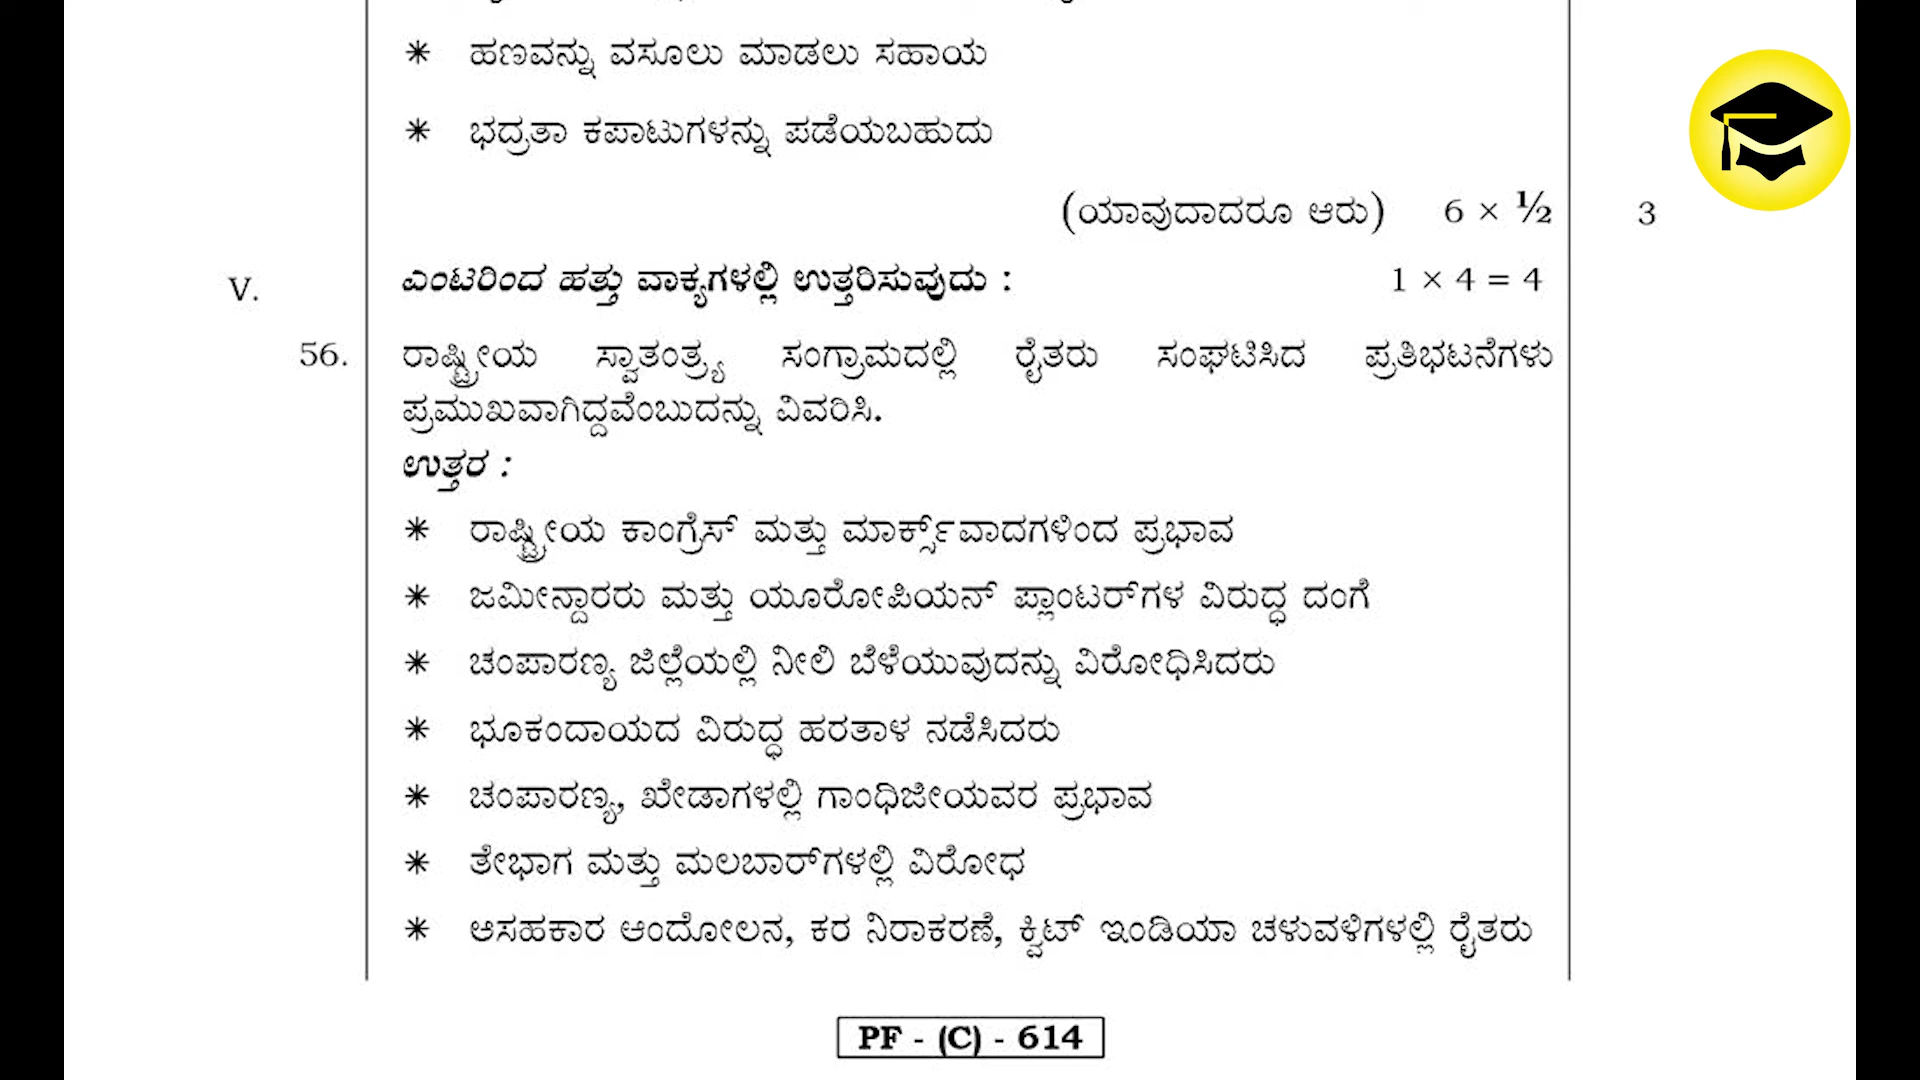 * ಹಣವನ್ನು ವಸೂಲು ಮಾಡಲು ಸಹಾಯ
* ಭದ್ರತಾ ಕಪಾಟುಗಳನ್ನು ಪಡೆಯಬಹುದು
(ಯಾವುದಾದರೂ ಆರು) 6 × ½ 3
V. ಎಂಟರಿಂದ ಹತ್ತು ವಾಕ್ಯಗಳಲ್ಲಿ ಉತ್ತರಿಸುವುದು : 1 × 4 = 4
56. ರಾಷ್ಟ್ರೀಯ ಸ್ವಾತಂತ್ರ್ಯ ಸಂಗ್ರಾಮದಲ್ಲಿ ರೈತರು ಸಂಘಟಿಸಿದ ಪ್ರತಿಭಟನೆಗಳು
ಪ್ರಮುಖವಾಗಿದ್ದವೆಂಬುದನ್ನು ವಿವರಿಸಿ.
ಉತ್ತರ :
* ರಾಷ್ಟ್ರೀಯ ಕಾಂಗ್ರೆಸ್ ಮತ್ತು ಮಾರ್ಕ್ಸ್‌ವಾದಗಳಿಂದ ಪ್ರಭಾವ
* ಜಮೀನ್ದಾರರು ಮತ್ತು ಯೂರೋಪಿಯನ್ ಪ್ಲಾಂಟರ್‌ಗಳ ವಿರುದ್ಧ ದಂಗೆ
* ಚಂಪಾರಣ್ಯ ಜಿಲ್ಲೆಯಲ್ಲಿ ನೀಲಿ ಬೆಳೆಯುವುದನ್ನು ವಿರೋಧಿಸಿದರು
* ಭೂಕಂದಾಯದ ವಿರುದ್ಧ ಹರತಾಳ ನಡೆಸಿದರು
* ಚಂಪಾರಣ್ಯ, ಖೇಡಾಗಳಲ್ಲಿ ಗಾಂಧಿಜೀಯವರ ಪ್ರಭಾವ
* ತೇಭಾಗ ಮತ್ತು ಮಲಬಾರ್‌ಗಳಲ್ಲಿ ವಿರೋಧ
* ಅಸಹಕಾರ ಆಂದೋಲನ, ಕರ ನಿರಾಕರಣೆ, ಕ್ವಿಟ್ ಇಂಡಿಯಾ ಚಳುವಳಿಗಳಲ್ಲಿ ರೈತರು
PF - (C) - 614